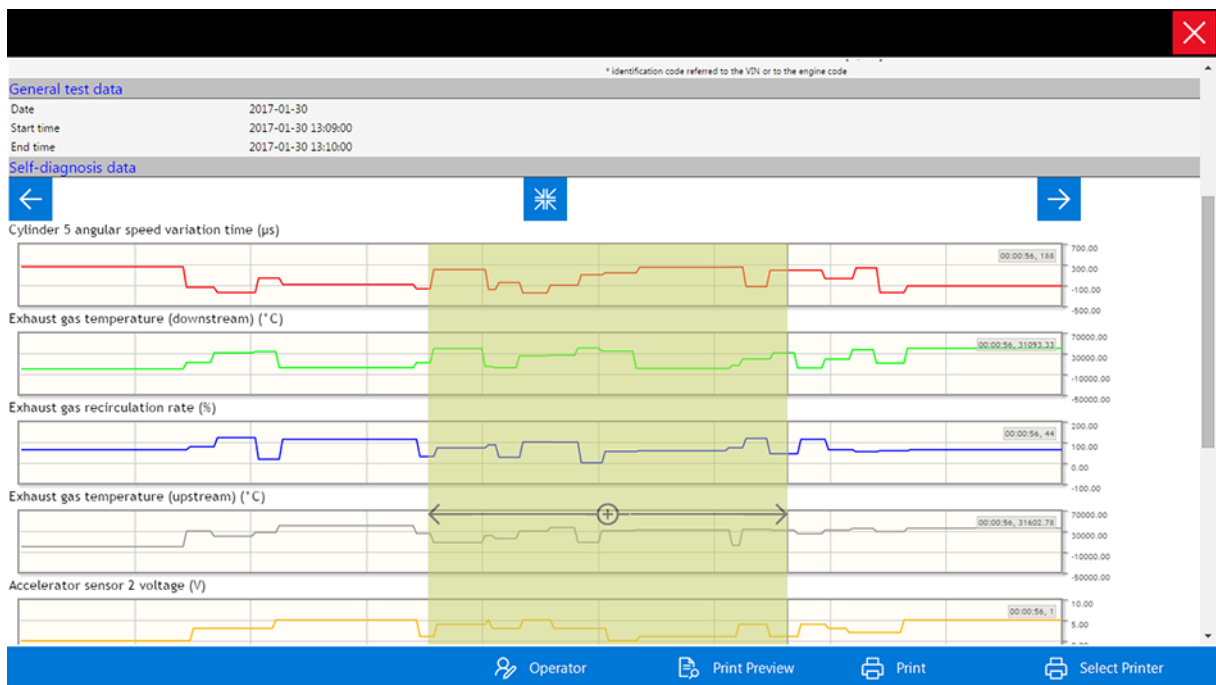 * identification code referred to the VIN or to the engine code
General test data
Date 2017-01-30
Start time 2017-01-30 13:09:00
End time 2017-01-30 13:10:00
Self-diagnosis data
Cylinder 5 angular speed variation time (µs)
700.00
00:00:56, 188
300.00
-100.00
-500.00
Exhaust gas temperature (downstream) (°C)
70000.00
00:00:56, 31093.33
30000.00
-10000.00
-50000.00
Exhaust gas recirculation rate (%)
200.00
00:00:56, 44
100.00
0.00
-100.00
Exhaust gas temperature (upstream) (°C)
70000.00
00:00:56, 31602.78
30000.00
-10000.00
-50000.00
Accelerator sensor 2 voltage (V)
10.00
00:00:56, 1
5.00
Operator Print Preview Print Select Printer